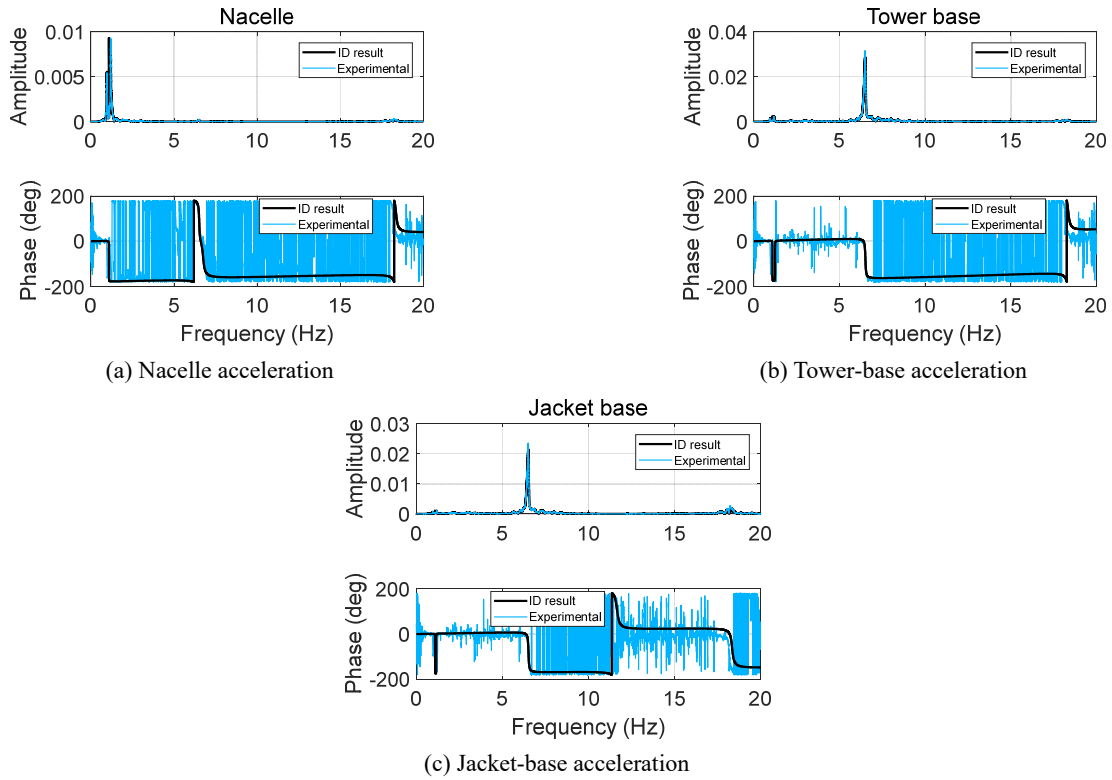 Nacelle
0.01
0.005
0
Amplitude
ID result
Experimental
0 5 10 15 20
200
0
-200
Phase (deg)
ID result
Experimental
0 5 10 15 20
Frequency (Hz)
(a) Nacelle acceleration
Tower base
0.04
0.02
0
Amplitude
ID result
Experimental
0 5 10 15 20
200
0
-200
Phase (deg)
ID result
Experimental
0 5 10 15 20
Frequency (Hz)
(b) Tower-base acceleration
Jacket base
0.03
0.02
0.01
0
Amplitude
ID result
Experimental
0 5 10 15 20
200
0
-200
Phase (deg)
ID result
Experimental
0 5 10 15 20
Frequency (Hz)
(c) Jacket-base acceleration